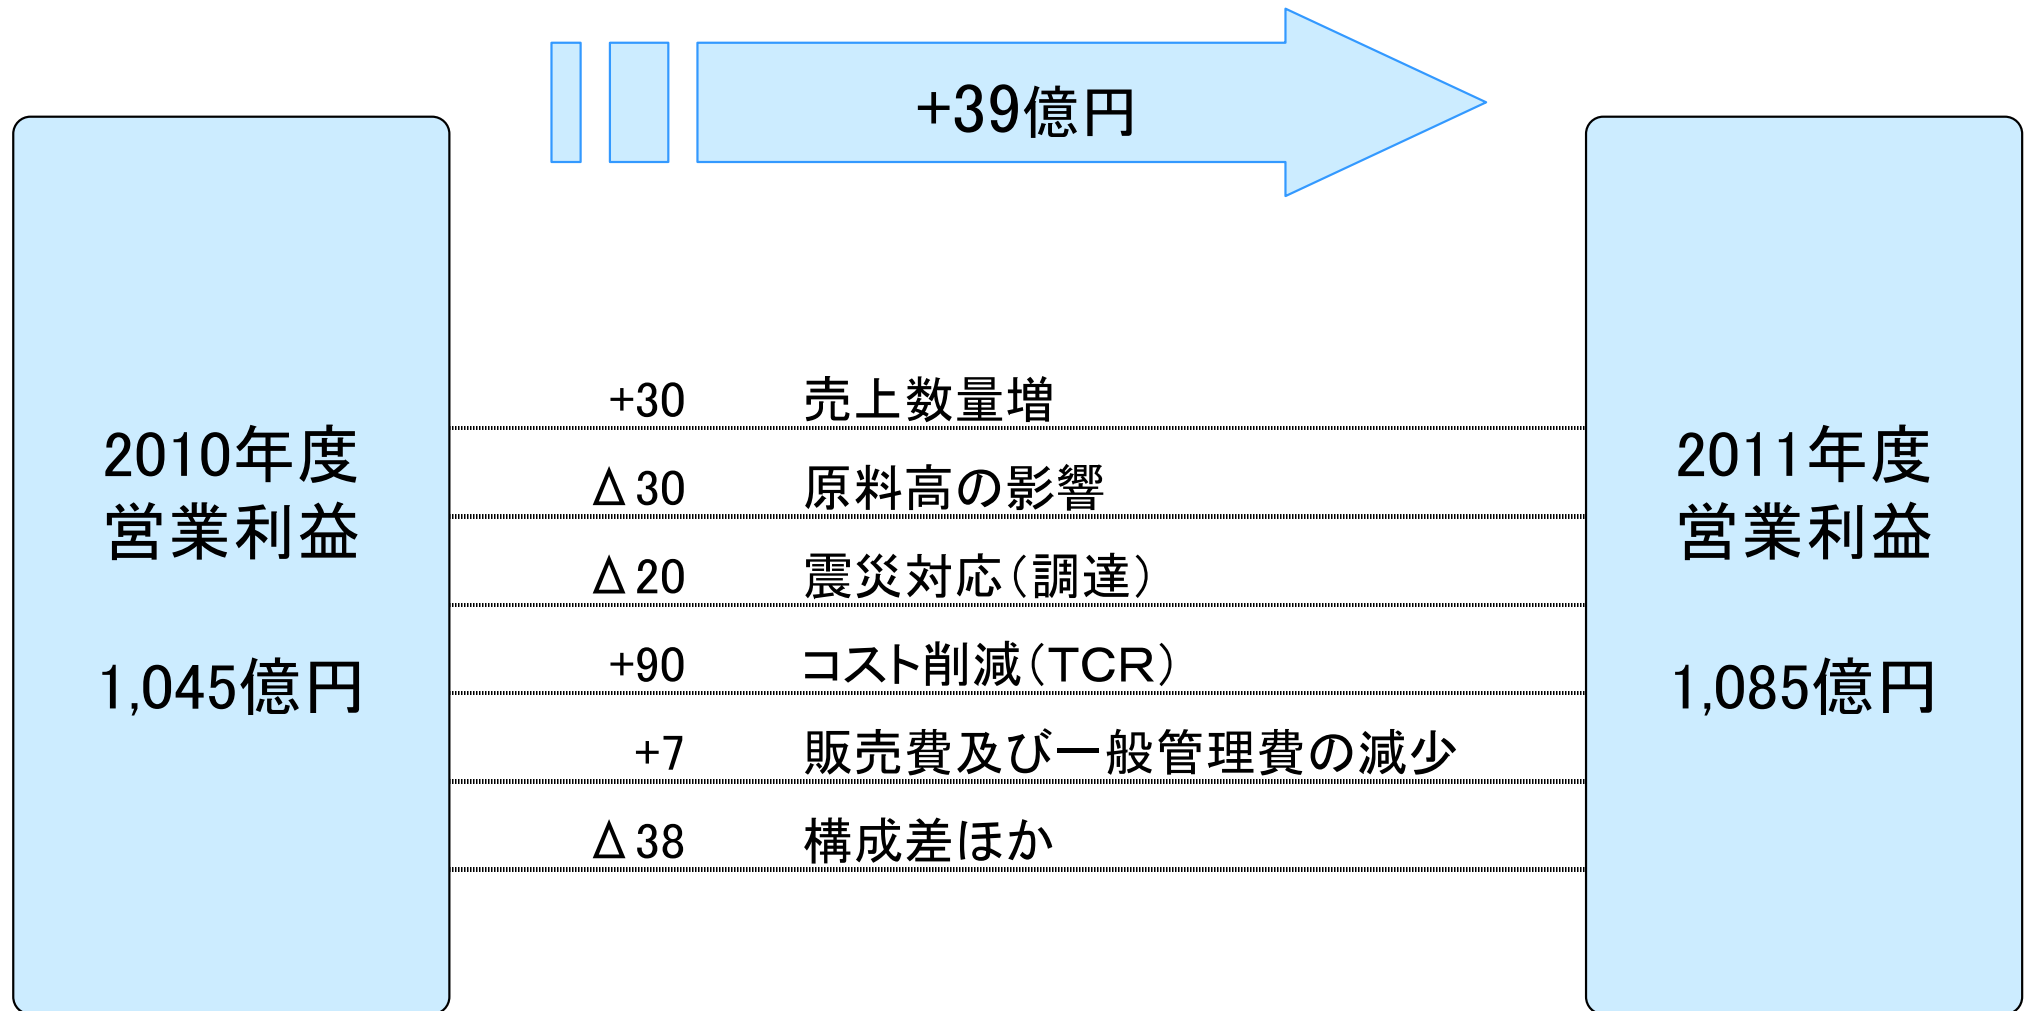 +39億円
2010年度
営業利益
1,045億円
+30 売上数量増
Δ30 原料高の影響
Δ20 震災対応(調達)
+90 コスト削減(TCR)
+7 販売費及び一般管理費の減少
Δ38 構成差ほか
2011年度
営業利益
1,085億円